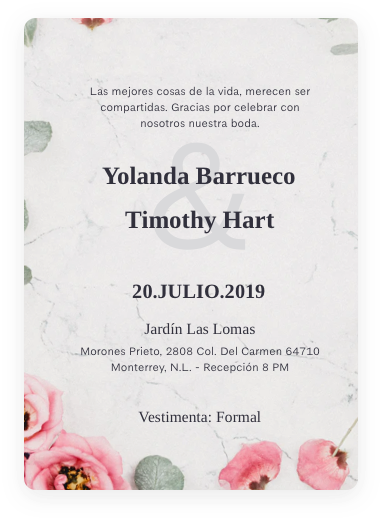 Las mejores cosas de la vida, merecen ser
compartidas. Gracias por celebrar con
nosotros nuestra boda.
Yolanda Barrueco
&
Timothy Hart
20.JULIO.2019
Jardín Las Lomas
Morones Prieto, 2808 Col. Del Carmen 64710
Monterrey, N.L. - Recepción 8 PM
Vestimenta: Formal